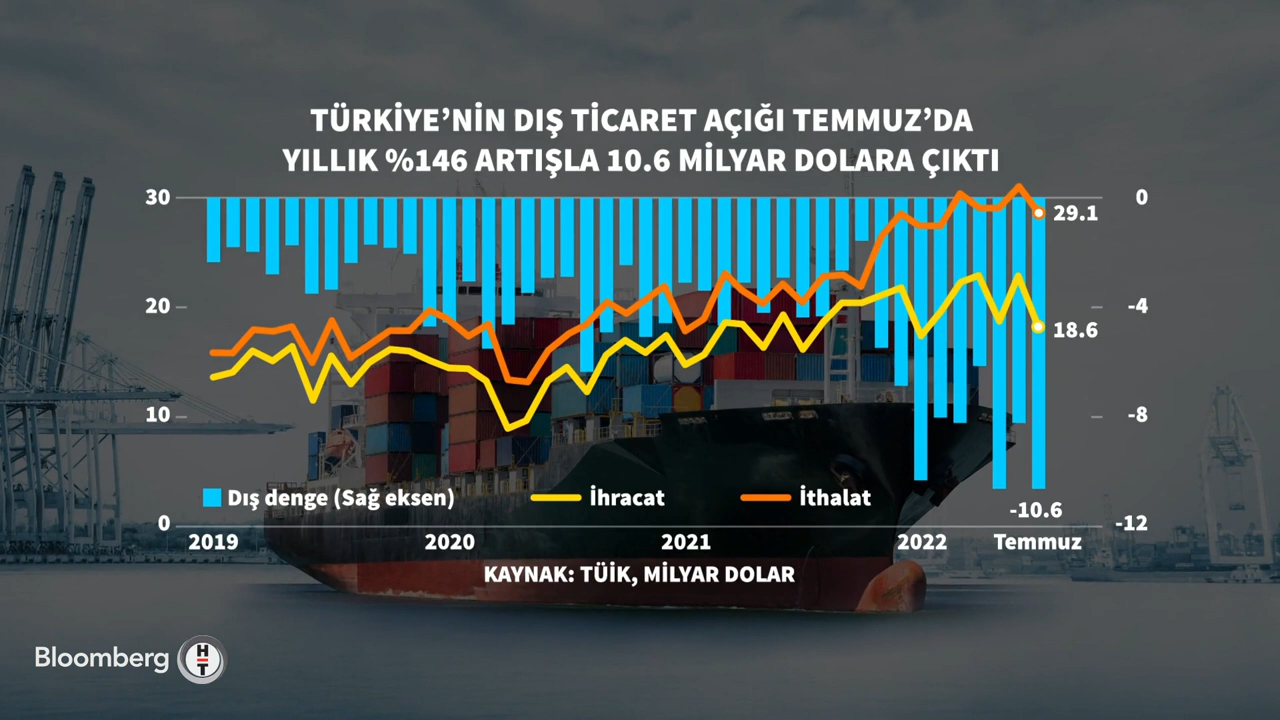 TÜRKİYE'NİN DIŞ TİCARET AÇIĞI TEMMUZ'DA
YILLIK %146 ARTIŞLA 10.6 MİLYAR DOLARA ÇIKTI
30
0
29.1
20
-4
18.6
10
-8
Dış denge (Sağ eksen)
İhracat
İthalat
-10.6
0
-12
2019
2020
2021
2022
Temmuz
KAYNAK: TÜİK, MİLYAR DOLAR
Bloomberg HT